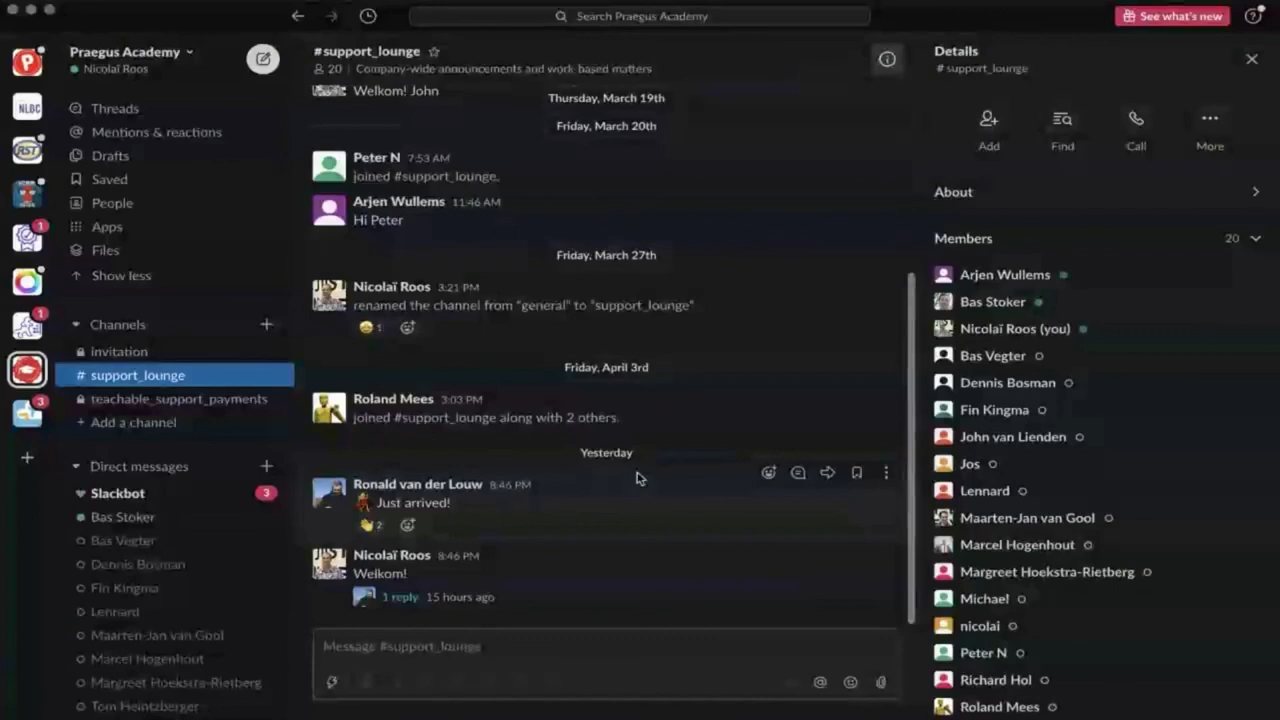 Search Praegus Academy
See what's new
Praegus Academy
Nicolaï Roos
NLDC
RST
1
1
3
Threads
Mentions & reactions
Drafts
Saved
People
Apps
Files
Show less
Channels
invitation
# support_lounge
teachable_support_payments
+ Add a channel
Direct messages
Slackbot 3
Bas Stoker
Bas Vegter
Dennis Bosman
Fin Kingma
Lennard
Maarten-Jan van Gool
Marcel Hogenhout
Margreet Hoekstra-Rietberg
Tom Heintzberger
#support_lounge
20 | Company-wide announcements and work-based matters
Welkom! John
Thursday, March 19th
Friday, March 20th
Peter N 7:53 AM
joined #support_lounge.
Arjen Wullems 11:46 AM
Hi Peter
Friday, March 27th
Nicolaï Roos 3:21 PM
renamed the channel from "general" to "support_lounge"
1
Friday, April 3rd
Roland Mees 3:03 PM
joined #support_lounge along with 2 others.
Yesterday
Ronald van der Louw 8:46 PM
Just arrived!
2
Nicolaï Roos 8:46 PM
Welkom!
1 reply 15 hours ago
Message #support_lounge
Details
# support_lounge
Add
Find
Call
More
About
Members 20
Arjen Wullems
Bas Stoker
Nicolaï Roos (you)
Bas Vegter
Dennis Bosman
Fin Kingma
John van Lienden
Jos
Lennard
Maarten-Jan van Gool
Marcel Hogenhout
Margreet Hoekstra-Rietberg
Michael
nicolai
Peter N
Richard Hol
Roland Mees